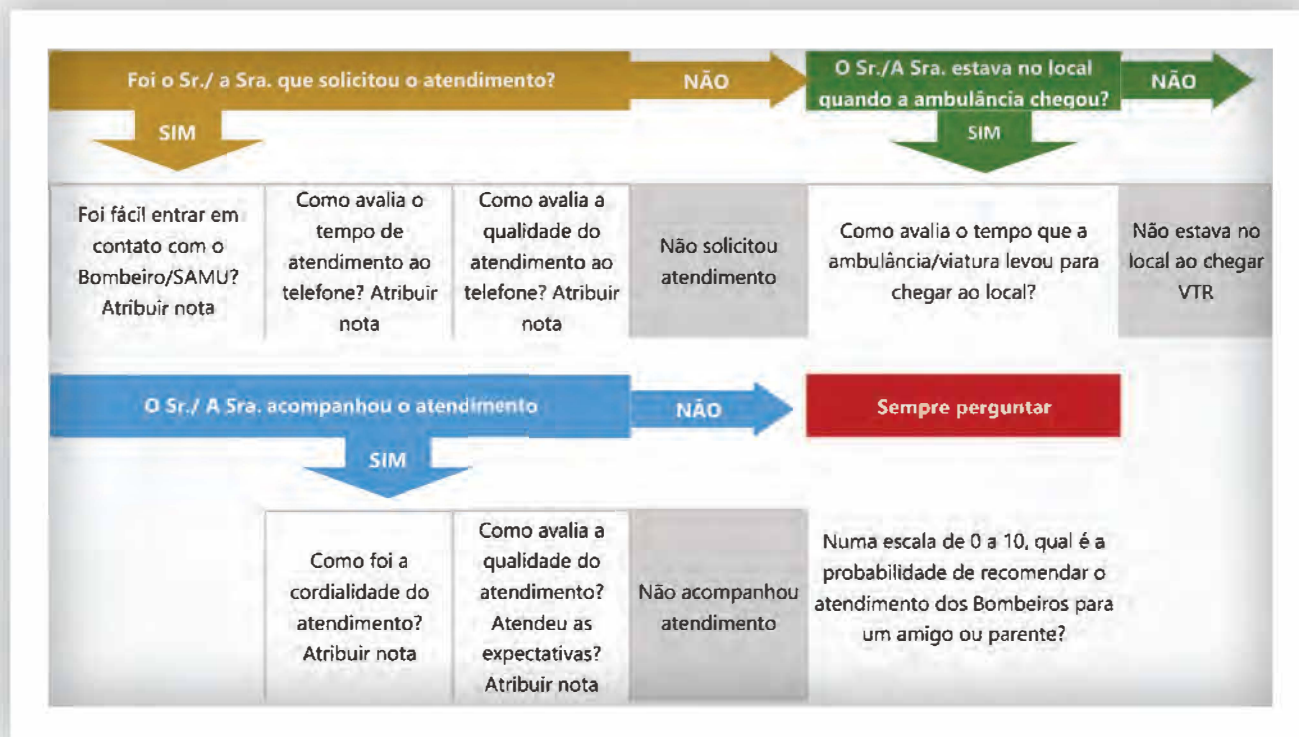 Foi o Sr./ a Sra. que solicitou o atendimento?
NÃO
O Sr./A Sra. estava no local
quando a ambulância chegou?
NÃO
SIM
SIM
Foi fácil entrar em
contato com o
Bombeiro/SAMU?
Atribuir nota
Como avalia o
tempo de
atendimento ao
telefone? Atribuir
nota
Como avalia a
qualidade do
atendimento ao
telefone? Atribuir
nota
Não solicitou
atendimento
Como avalia o tempo que a
ambulância/viatura levou para
chegar ao local?
Não estava no
local ao chegar
VTR
O Sr./ A Sra. acompanhou o atendimento
NÃO
Sempre perguntar
SIM
Como foi a
cordialidade do
atendimento?
Atribuir nota
Como avalia a
qualidade do
atendimento?
Atendeu as
expectativas?
Atribuir nota
Não acompanhou
atendimento
Numa escala de 0 a 10, qual é a
probabilidade de recomendar o
atendimento dos Bombeiros para
um amigo ou parente?